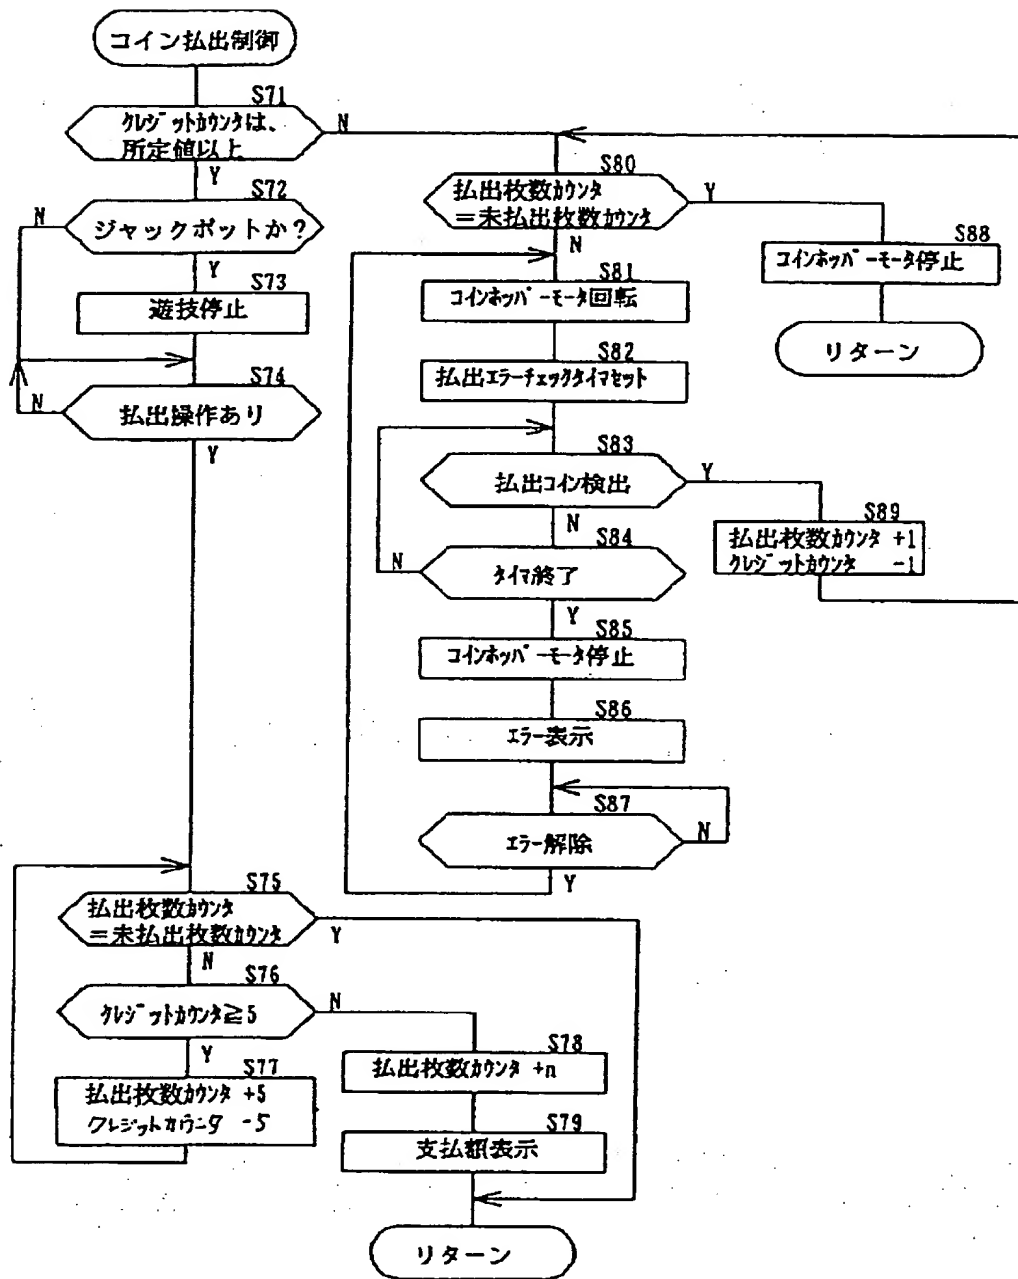 コイン払出制御
S71
クレジットカウンタは、
所定値以上
N
Y
S72
ジャックポットか?
N
Y
S73
遊技停止
S74
払出操作あり
N
Y
S75
払出枚数カウンタ
=未払出枚数カウンタ
Y
N
S76
クレジットカウンタ≧5
N
Y
S77
払出枚数カウンタ +5
クレジットカウンタ -5
S78
払出枚数カウンタ +n
S79
支払額表示
リターン
S80
払出枚数カウンタ
=未払出枚数カウンタ
Y
N
S81
コインホッパーモータ回転
S82
払出エラーチェックタイマセット
S83
払出コイン検出
Y
N
S84
タイマ終了
N
Y
S85
コインホッパーモータ停止
S86
エラー表示
S87
エラー解除
N
Y
S88
コインホッパーモータ停止
リターン
S89
払出枚数カウンタ +1
クレジットカウンタ -1